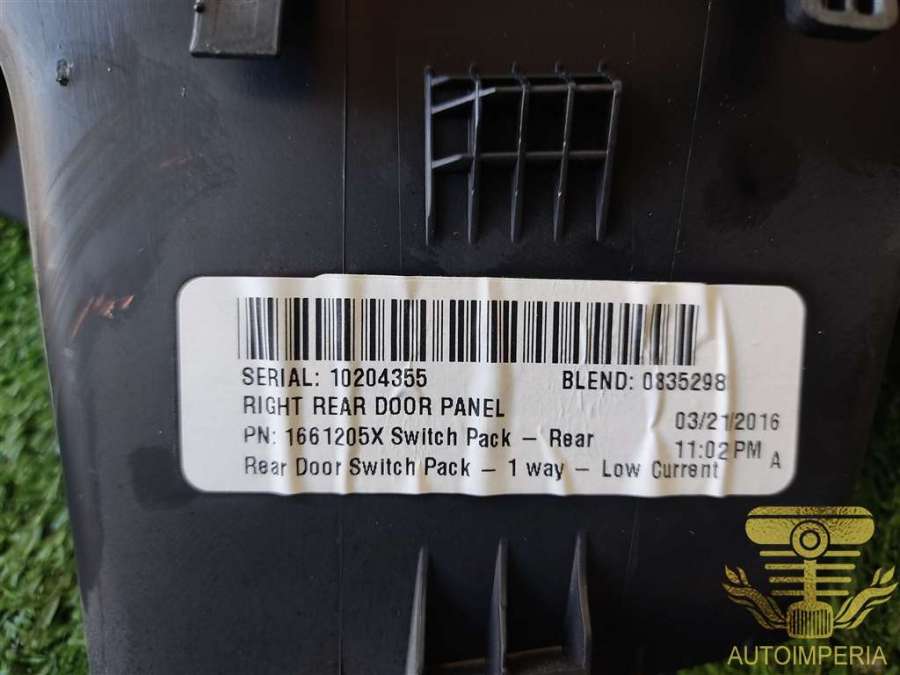 SERIAL: 10204355 BLEND: 0835298
RIGHT REAR DOOR PANEL
03/21/2016
PN: 1661205X Switch Pack – Rear
11:02 PM
Rear Door Switch Pack – 1 way – Low Current
A
AUTOIMPERIA